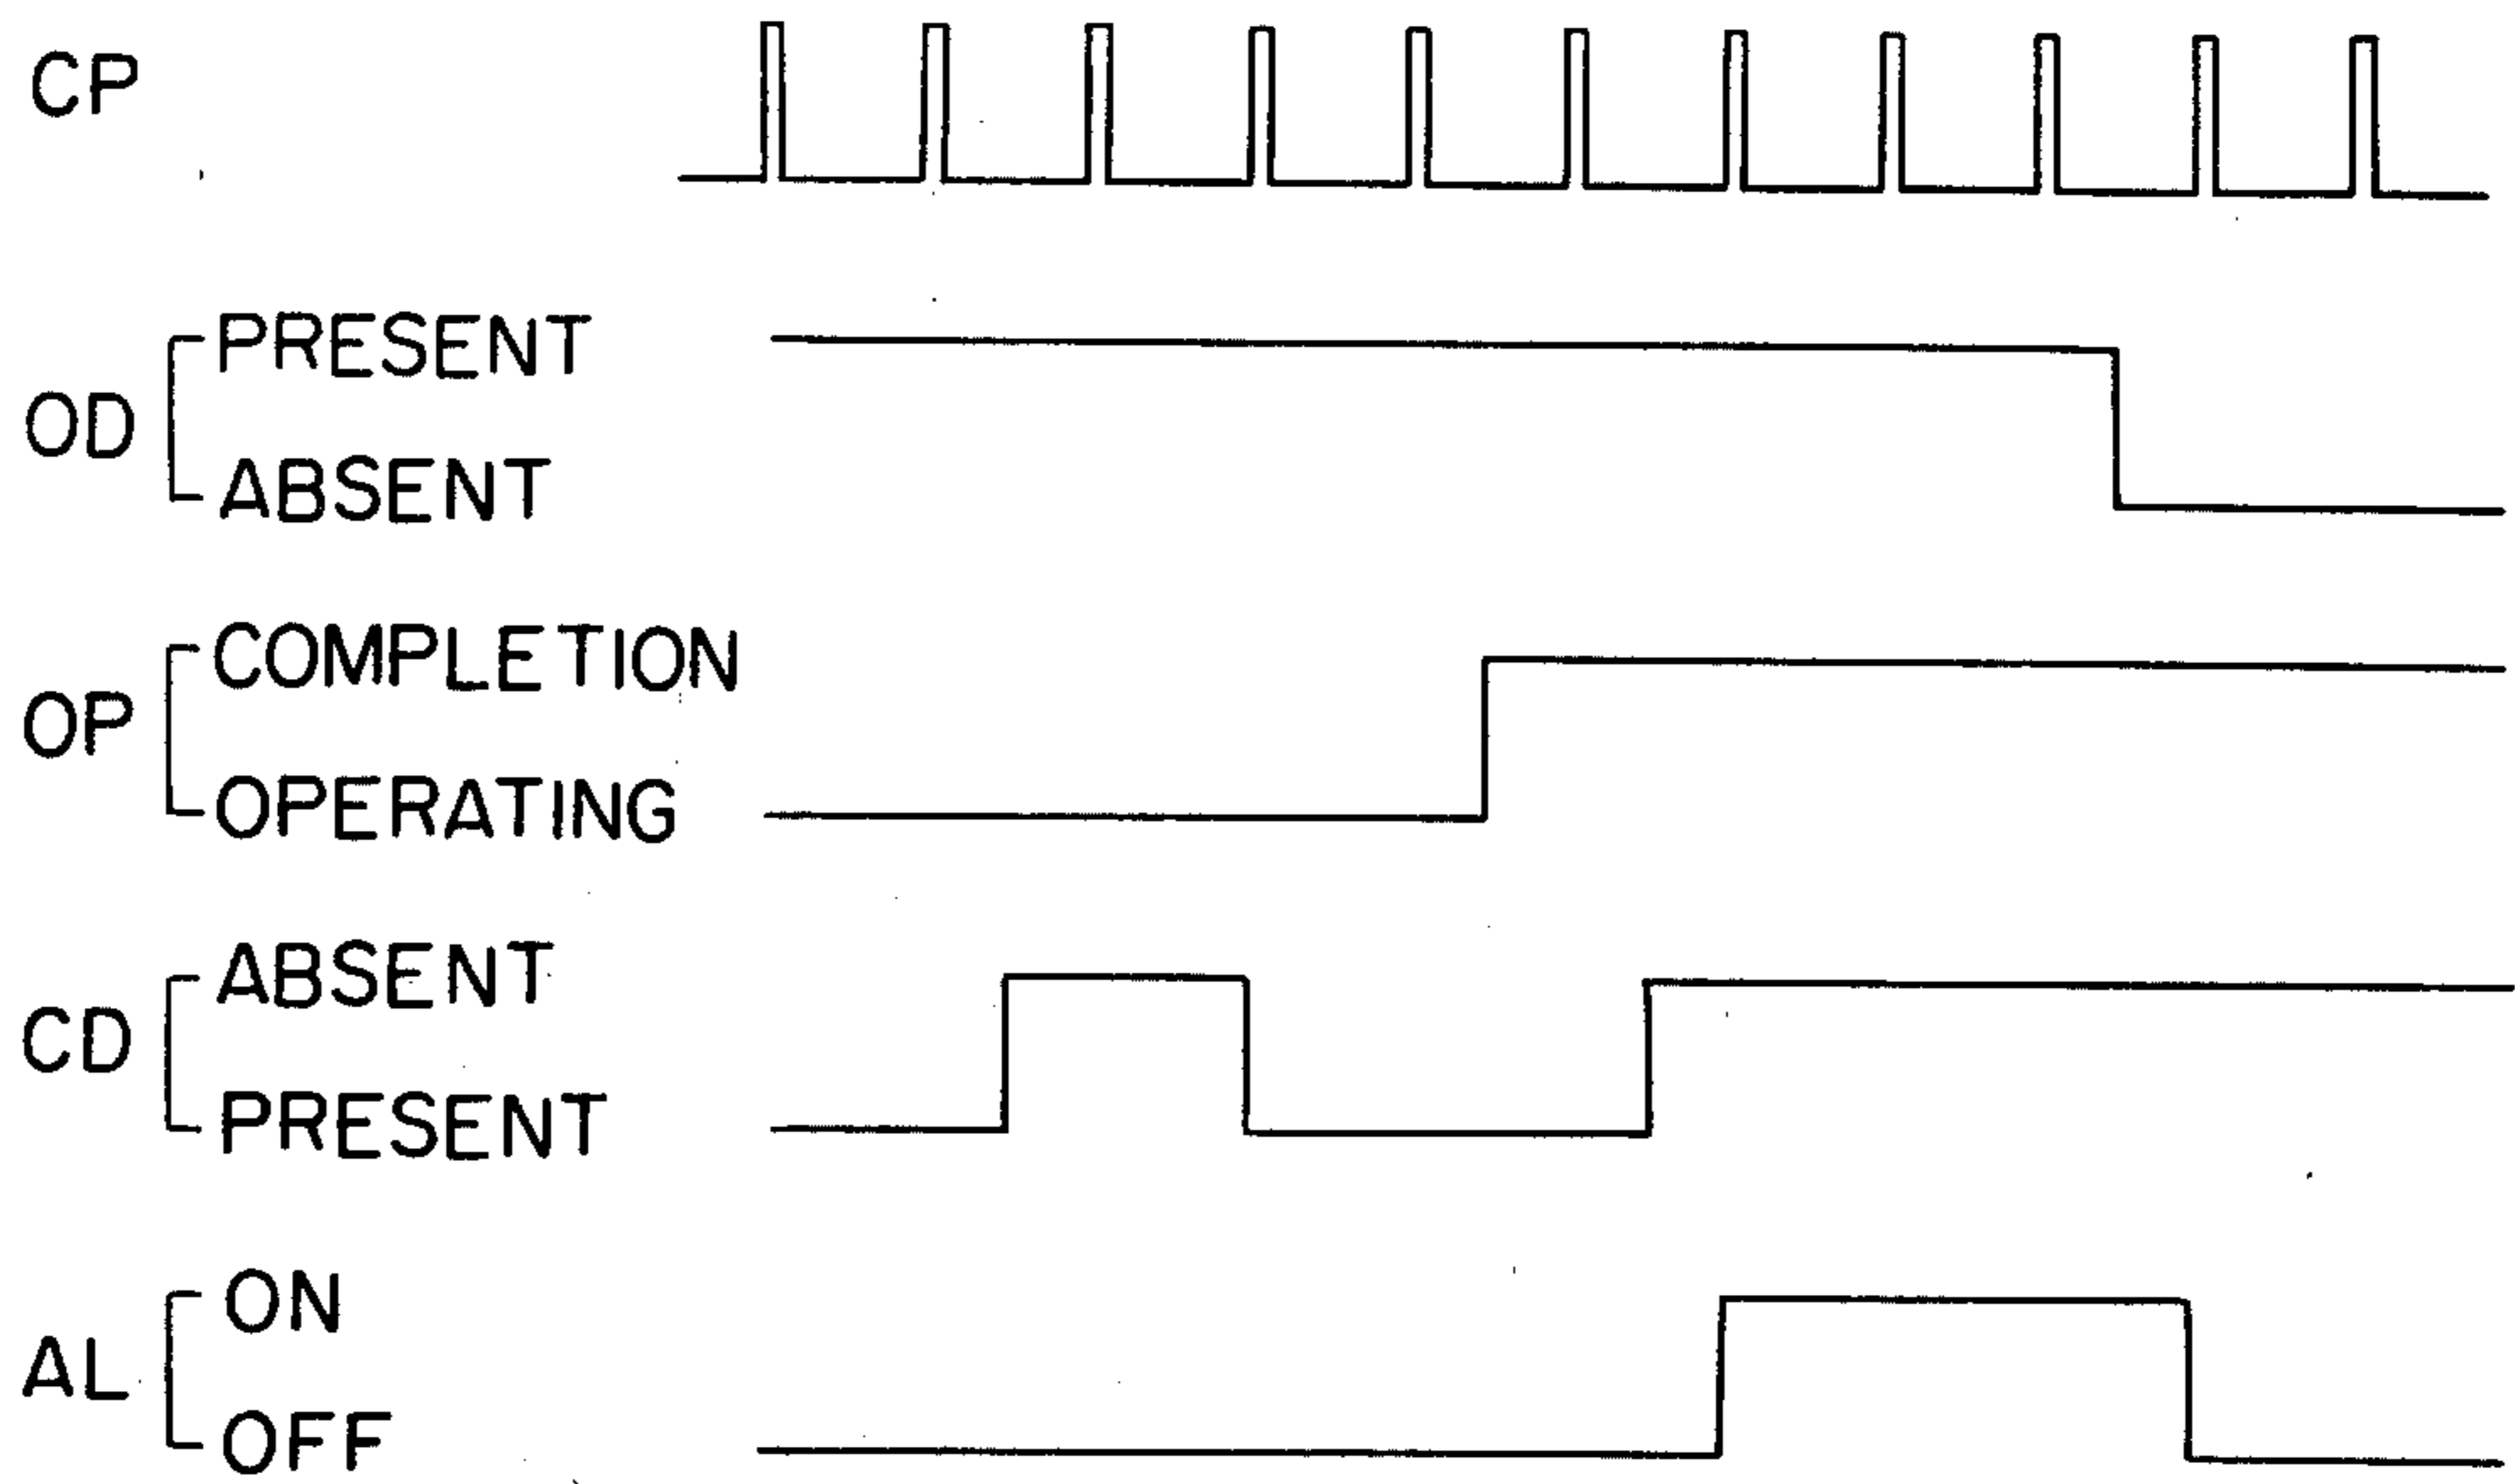 CP
PRESENT
OD
ABSENT
COMPLETION
OP
OPERATING
ABSENT
CD
PRESENT
ON
AL
OFF